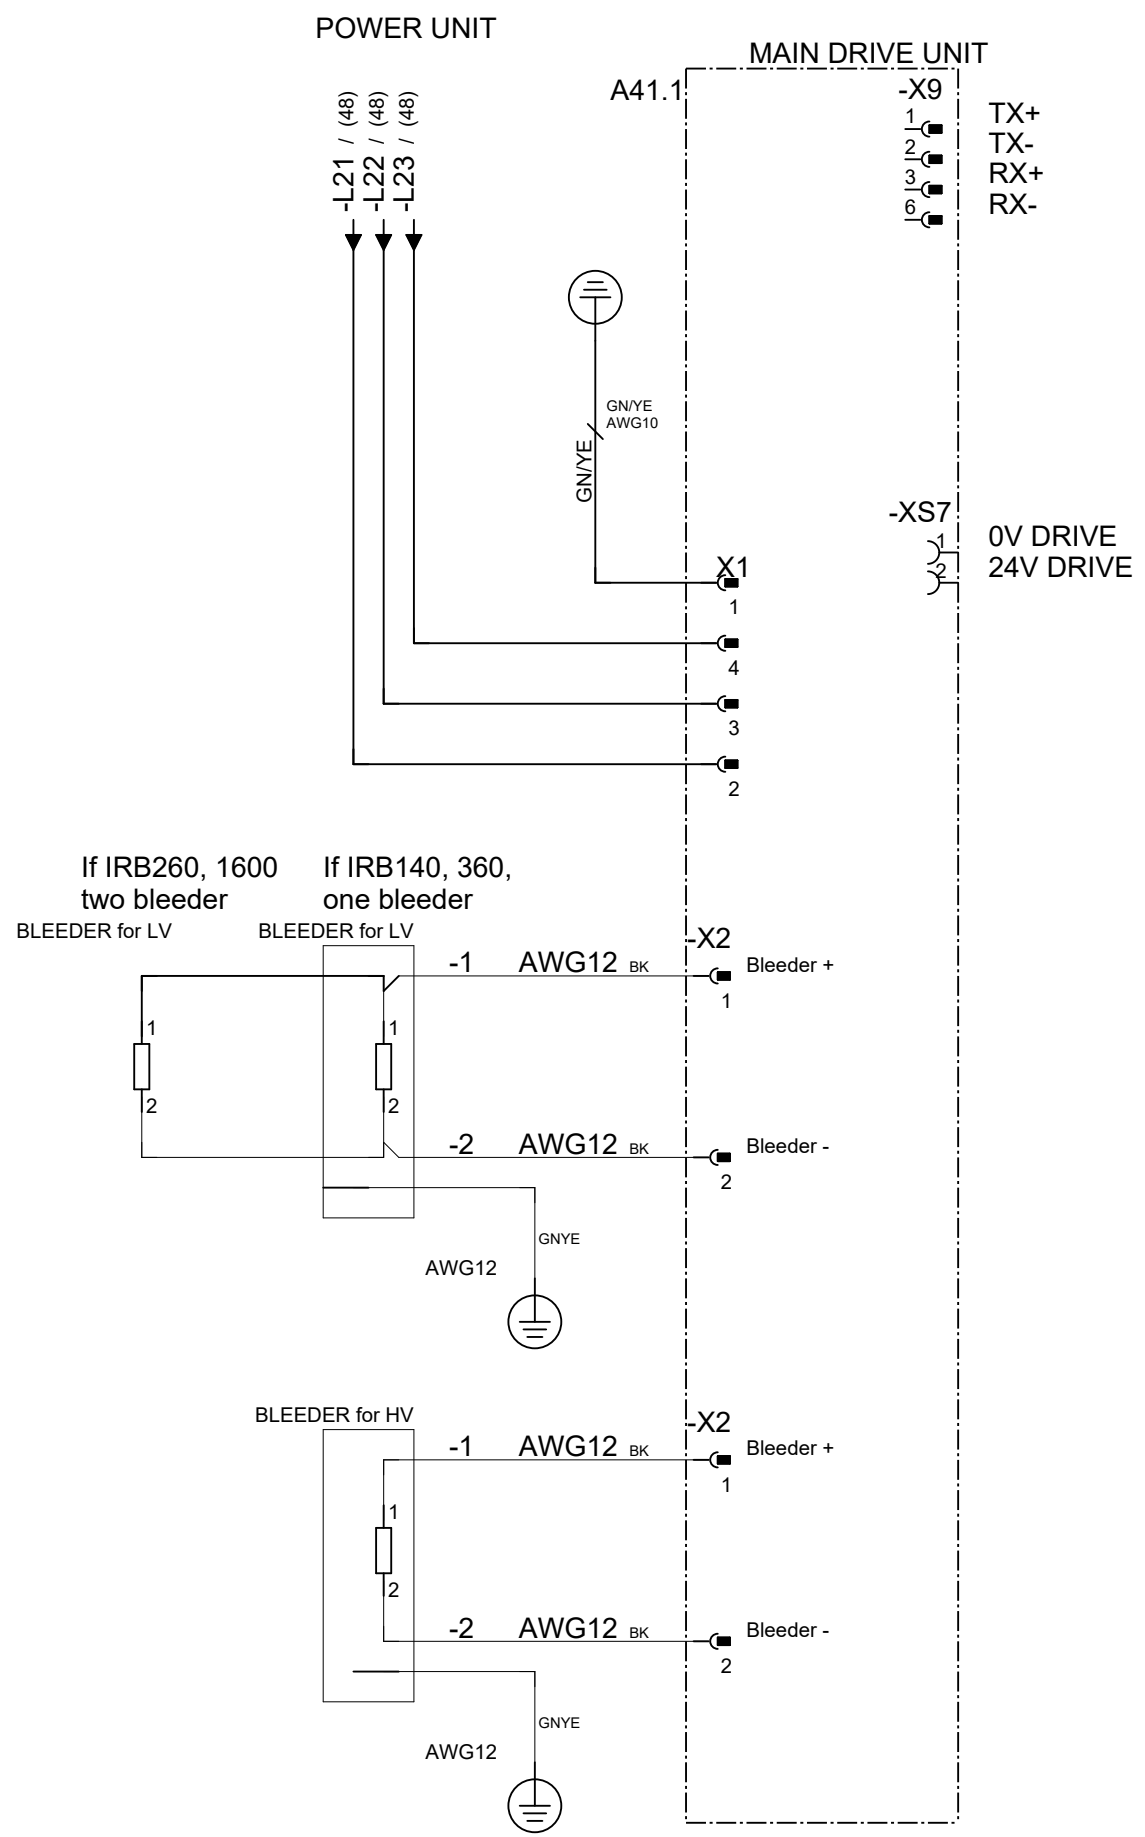 POWER UNIT
MAIN DRIVE UNIT
A41.1
-X9
-L21 / (48)
-L22 / (48)
-L23 / (48)
1 TX+
2 TX-
3 RX+
6 RX-
GN/YE
AWG10
GN/YE
-XS7
1 0V DRIVE
2 24V DRIVE
X1
1
4
3
2
If IRB260, 1600
two bleeder
BLEEDER for LV
If IRB140, 360,
one bleeder
BLEEDER for LV
-X2
-1 AWG12 BK Bleeder +
1
1 1
2 2
-2 AWG12 BK Bleeder -
2
GNYE
AWG12
BLEEDER for HV
-X2
-1 AWG12 BK Bleeder +
1
1
2
-2 AWG12 BK Bleeder -
2
GNYE
AWG12